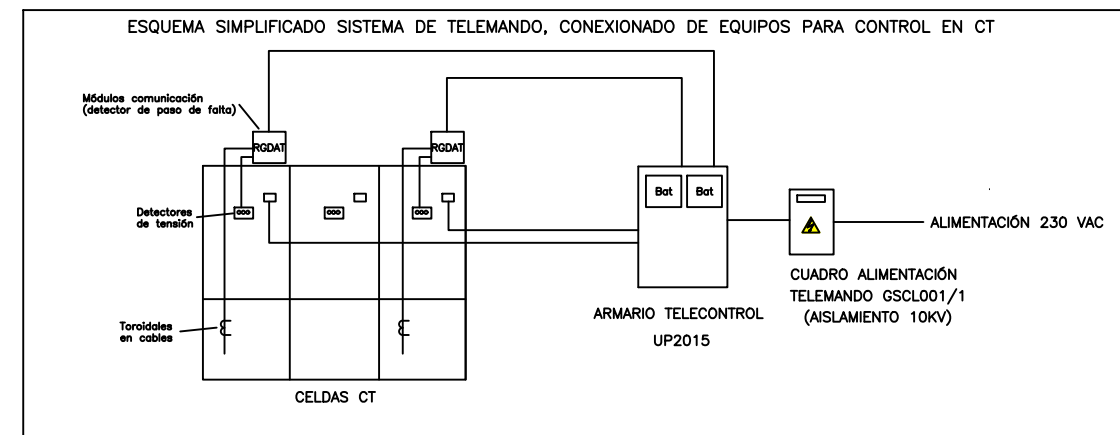 ESQUEMA SIMPLIFICADO SISTEMA DE TELEMANDO, CONEXIONADO DE EQUIPOS PARA CONTROL EN CT
Módulos comunicación
(detector de paso de falta)
RGDAT
RGDAT
Detectores
de tensión
Bat
Bat
ALIMENTACIÓN 230 VAC
CUADRO ALIMENTACIÓN
TELEMANDO GSCL001/1
(AISLAMIENTO 10KV)
ARMARIO TELECONTROL
UP2015
Toroidales
en cables
CELDAS CT